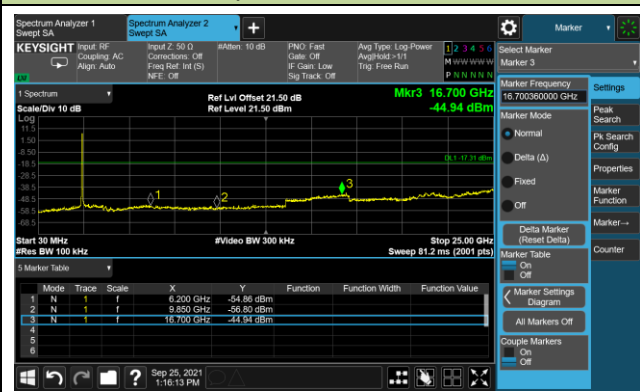 Spectrum Analyzer 1
Swept SA
Spectrum Analyzer 2
Swept SA
Marker
KEYSIGHT
Input: RF
Coupling: AC
Align: Auto
Input Z: 50 Ω
Corrections: Off
Freq Ref: Int (S)
NFE: Off
#Atten: 10 dB
PNO: Fast
Gate: Off
IF Gain: Low
Sig Track: Off
Avg Type: Log-Power
Avg|Hold:>1/1
Trig: Free Run
1 2 3 4 5 6
M W W W W W
P N N N N N
Select Marker
Marker 3
1 Spectrum
Scale/Div 10 dB
Log
Ref Lvl Offset 21.50 dB
Ref Level 21.50 dBm
Mkr3 16.700 GHz
-44.94 dBm
11.5
1.50
-8.50
-18.5
-28.5
-38.5
-48.5
-58.5
-68.5
DL1 -17.31 dBm
1
2
3
Start 30 MHz
#Res BW 100 kHz
#Video BW 300 kHz
Stop 25.00 GHz
Sweep 81.2 ms (2001 pts)
5 Marker Table
Mode Trace Scale X Y Function Function Width Function Value
1 N 1 f 6.200 GHz -54.86 dBm
2 N 1 f 9.850 GHz -56.80 dBm
3 N 1 f 16.700 GHz -44.94 dBm
4
5
6
Marker Frequency
16.700360000 GHz
Marker Mode
Normal
Delta (Δ)
Fixed
Off
Delta Marker
(Reset Delta)
Marker Table
On
Off
Marker Settings
Diagram
All Markers Off
Couple Markers
On
Off
Settings
Peak
Search
Pk Search
Config
Properties
Marker
Function
Marker→
Counter
Sep 25, 2021
1:16:13 PM